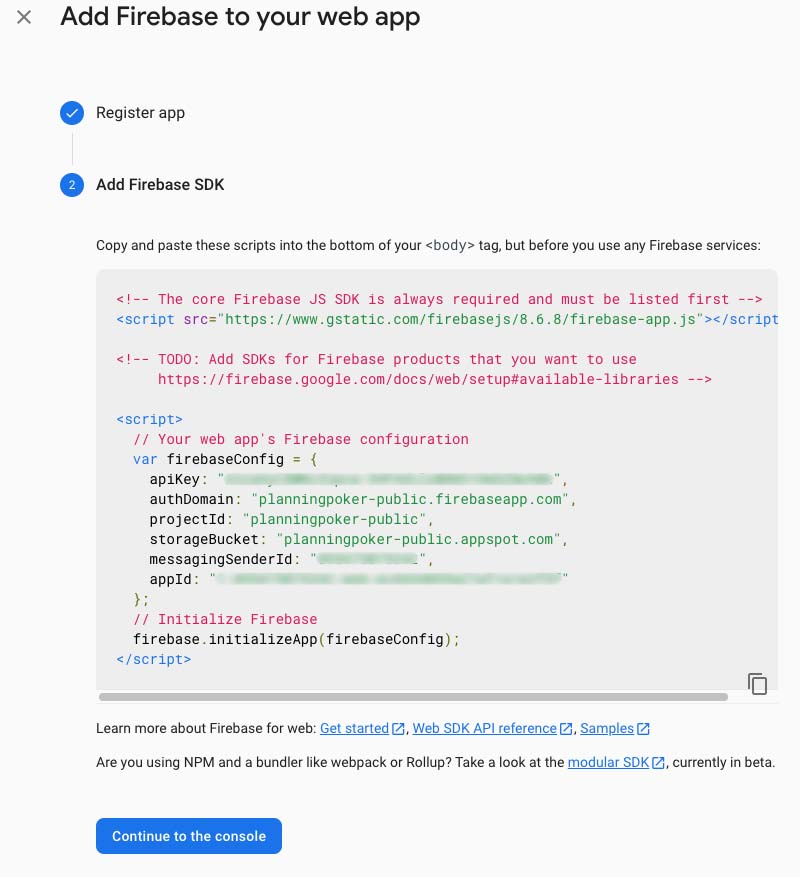 Add Firebase to your web app
Register app
2 Add Firebase SDK
Copy and paste these scripts into the bottom of your <body> tag, but before you use any Firebase services:
<!-- The core Firebase JS SDK is always required and must be listed first -->
<script src="https://www.gstatic.com/firebasejs/8.6.8/firebase-app.js"></script
<!-- TODO: Add SDKs for Firebase products that you want to use
https://firebase.google.com/docs/web/setup#available-libraries -->
<script>
// Your web app's Firebase configuration
var firebaseConfig = {
apiKey: "",
authDomain: "planningpoker-public.firebaseapp.com",
projectId: "planningpoker-public",
storageBucket: "planningpoker-public.appspot.com",
messagingSenderId: "",
appId: ""
};
// Initialize Firebase
firebase.initializeApp(firebaseConfig);
</script>
Learn more about Firebase for web: Get started, Web SDK API reference, Samples
Are you using NPM and a bundler like webpack or Rollup? Take a look at the modular SDK, currently in beta.
Continue to the console